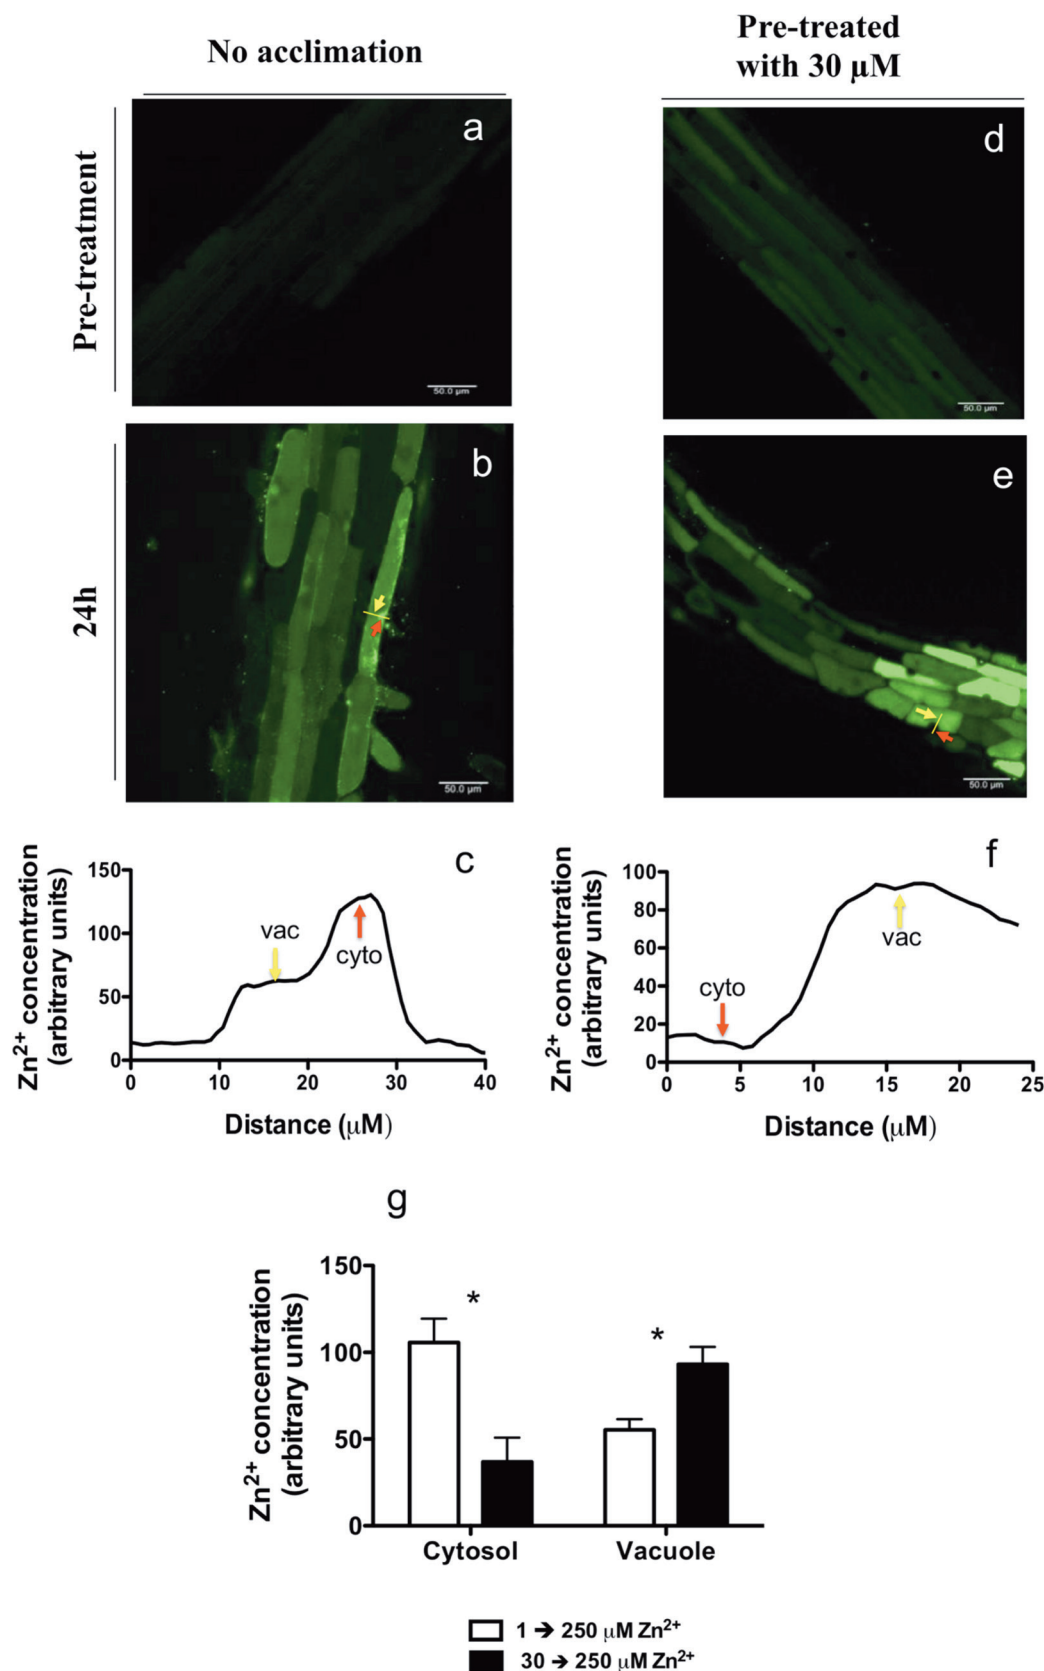 No acclimation
Pre-treated
with 30 µM
Pre-treatment
a
50.0 µm
d
50.0 µm
24h
b
50.0 µm
e
50.0 µm
c
Zn²⁺ concentration
(arbitrary units)
150
100
50
0
vac
cyto
0 10 20 30 40
Distance (µM)
f
Zn²⁺ concentration
(arbitrary units)
100
80
60
40
20
0
cyto
vac
0 5 10 15 20 25
Distance (µM)
g
Zn²⁺ concentration
(arbitrary units)
150
100
50
0
*
*
Cytosol Vacuole
1 ➔ 250 µM Zn²⁺
30 ➔ 250 µM Zn²⁺